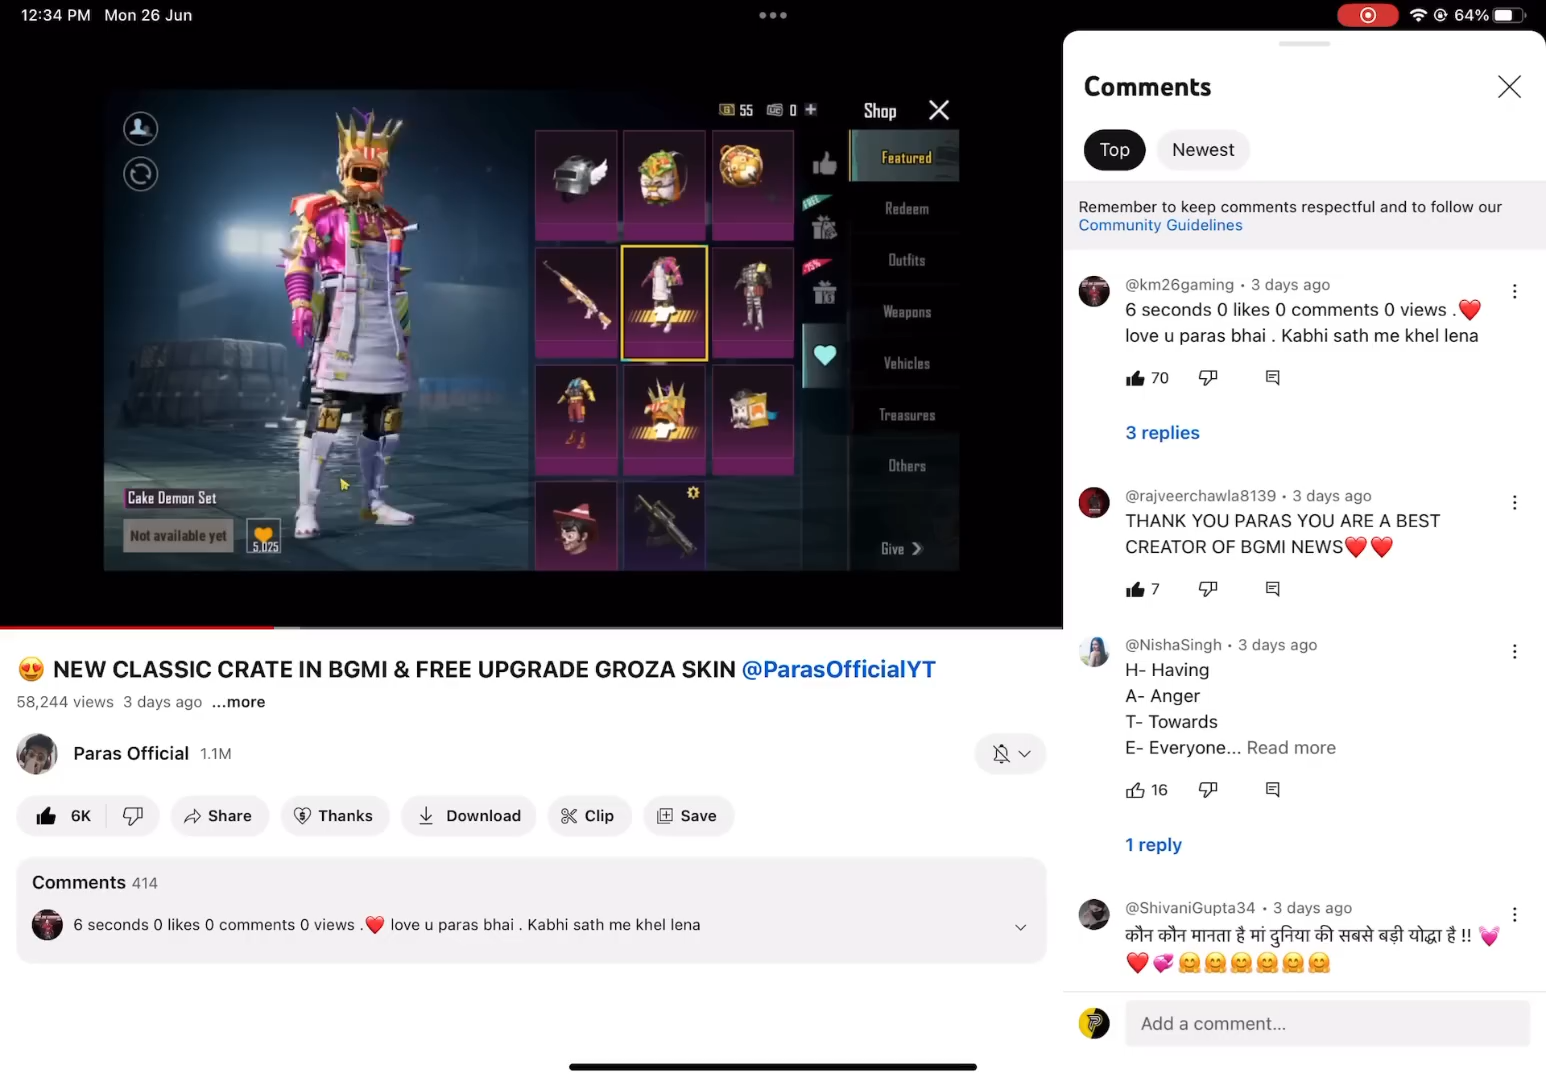 12:34 PM Mon 26 Jun
64%
55 0 +
Shop
Featured
Redeem
Outfits
Weapons
Vehicles
Treasures
Others
Give
FREE
Cake Demon Set
Not available yet
5,025
😍 NEW CLASSIC CRATE IN BGMI & FREE UPGRADE GROZA SKIN @ParasOfficialYT
58,244 views 3 days ago ...more
Paras Official 1.1M
6K Share Thanks Download Clip Save
Comments 414
6 seconds 0 likes 0 comments 0 views .❤️ love u paras bhai . Kabhi sath me khel lena
Comments
Top Newest
Remember to keep comments respectful and to follow our
Community Guidelines
@km26gaming • 3 days ago
6 seconds 0 likes 0 comments 0 views .❤️
love u paras bhai . Kabhi sath me khel lena
70
3 replies
@rajveerchawla8139 • 3 days ago
THANK YOU PARAS YOU ARE A BEST
CREATOR OF BGMI NEWS❤️❤️
7
@NishaSingh • 3 days ago
H- Having
A- Anger
T- Towards
E- Everyone... Read more
16
1 reply
@ShivaniGupta34 • 3 days ago
कौन कौन मानता है मां दुनिया की सबसे बड़ी योद्धा है !! 💓
❤️💞🤗🤗🤗🤗🤗🤗
Add a comment...